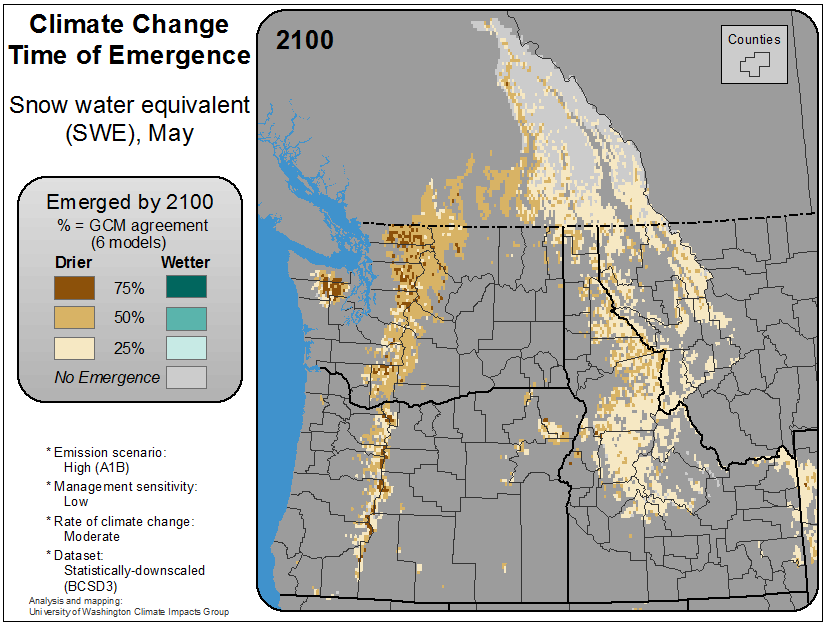 Climate Change
Time of Emergence
Snow water equivalent
(SWE), May
Emerged by 2100
% = GCM agreement
(6 models)
Drier Wetter
75%
50%
25%
No Emergence
* Emission scenario:
High (A1B)
* Management sensitivity:
Low
* Rate of climate change:
Moderate
* Dataset:
Statistically-downscaled
(BCSD3)
Analysis and mapping:
University of Washington Climate Impacts Group
2100
Counties